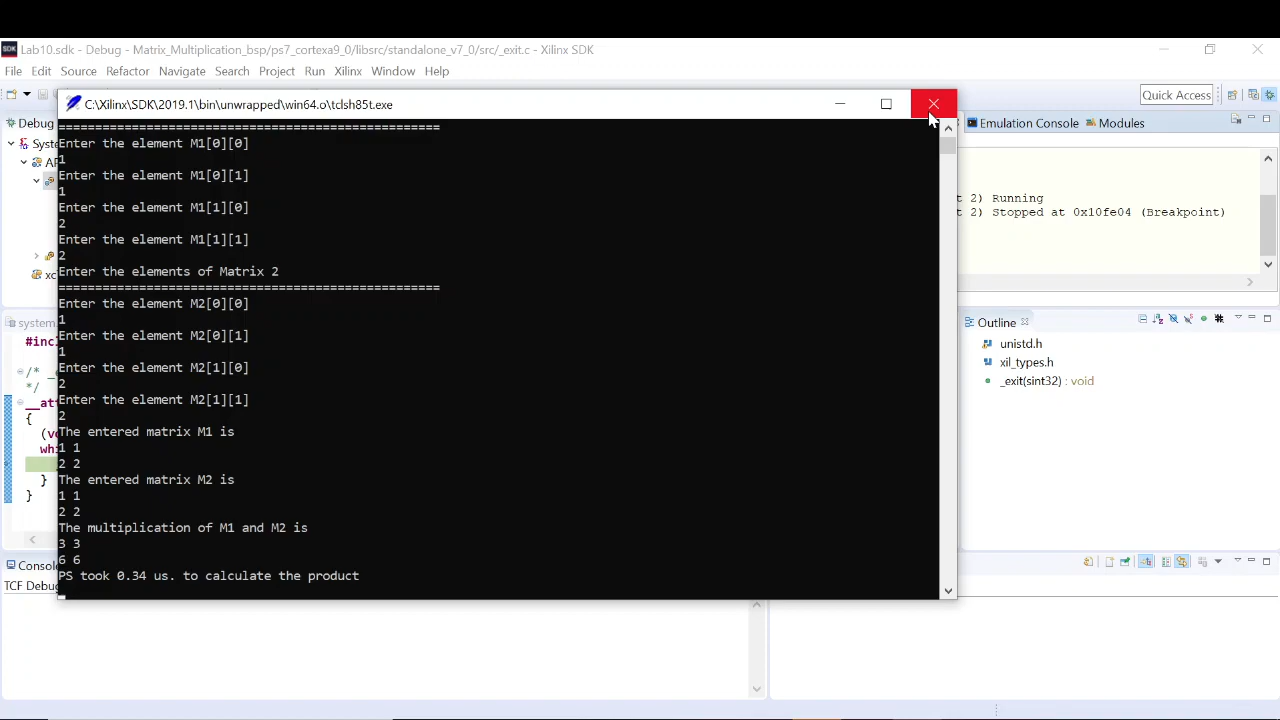 Lab10.sdk - Debug - Matrix_Multiplication_bsp/ps7_cortexa9_0/libsrc/standalone_v7_0/src/_exit.c - Xilinx SDK
File Edit Source Refactor Navigate Search Project Run Xilinx Window Help
Quick Access
C:\Xilinx\SDK\2019.1\bin\unwrapped\win64.o\tclsh85t.exe
Debug
Emulation Console Modules
==================================================
Enter the element M1[0][0]
1
Enter the element M1[0][1]
1
Enter the element M1[1][0]
2
Enter the element M1[1][1]
2
Enter the elements of Matrix 2
==================================================
Enter the element M2[0][0]
1
Enter the element M2[0][1]
1
Enter the element M2[1][0]
2
Enter the element M2[1][1]
2
The entered matrix M1 is
1 1
2 2
The entered matrix M2 is
1 1
2 2
The multiplication of M1 and M2 is
3 3
6 6
PS took 0.34 us. to calculate the product
t 2) Running
t 2) Stopped at 0x10fe04 (Breakpoint)
Syste
AP
xc
system
#inc
/* _
*/
__att
{
(vo
whi
}
}
Outline
unistd.h
xil_types.h
_exit(sint32) : void
Console
TCF Debug